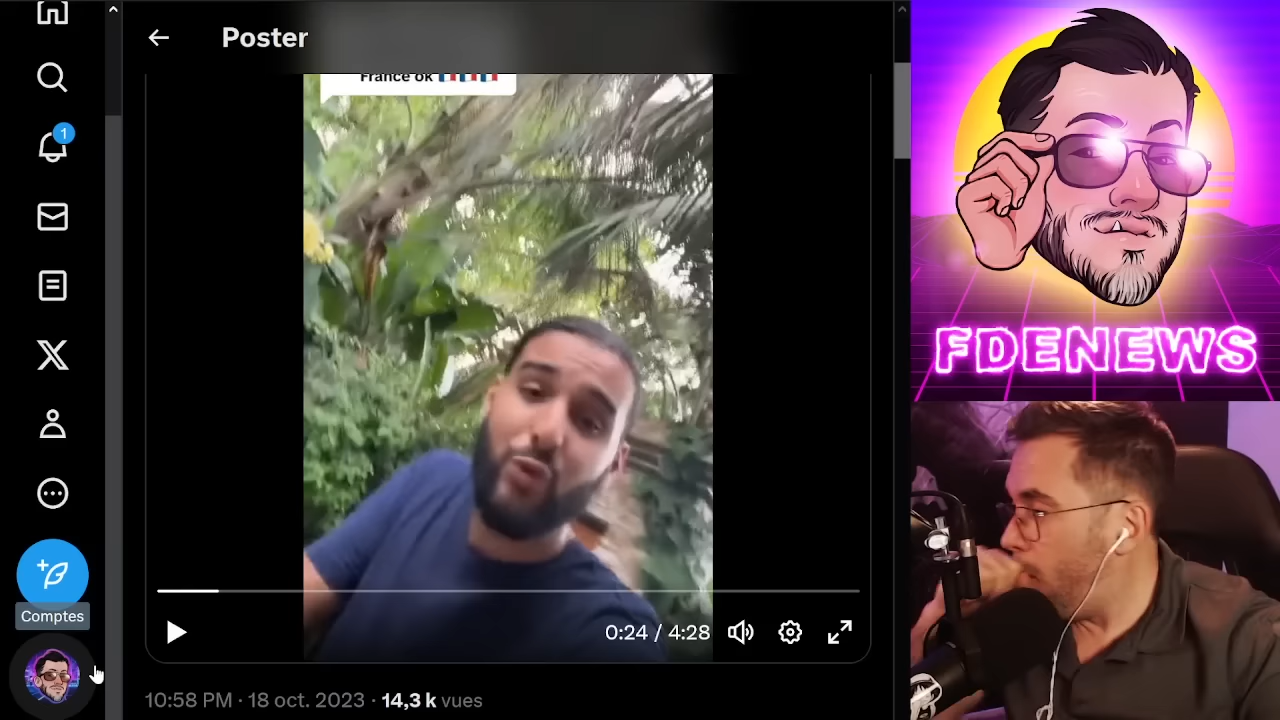 Poster
France ok
1
Comptes
0:24 / 4:28
10:58 PM · 18 oct. 2023 · 14,3 k vues
FDENEWS